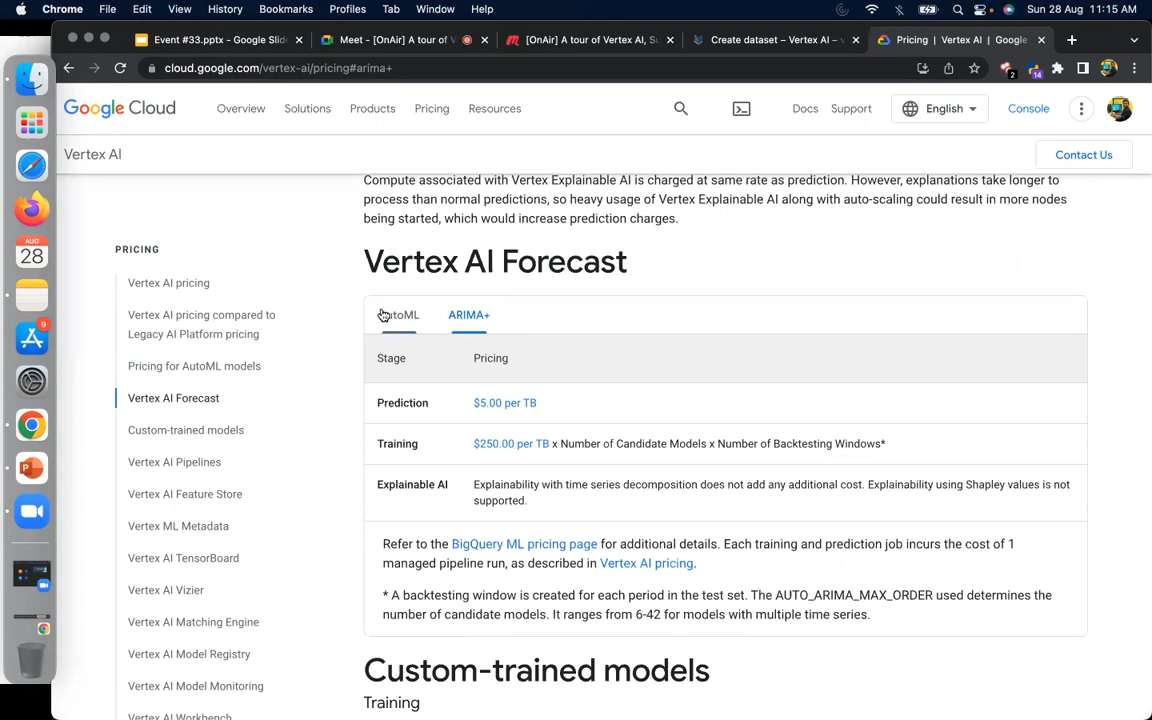 Chrome File Edit View History Bookmarks Profiles Tab Window Help Sun 28 Aug 11:15 AM
Event #33.pptx - Google Slide Meet - [OnAir] A tour of V [OnAir] A tour of Vertex AI, Su Create dataset – Vertex AI – Pricing | Vertex AI | Google
cloud.google.com/vertex-ai/pricing#arima+
2 14
Google Cloud Overview Solutions Products Pricing Resources Docs Support English Console
Vertex AI Contact Us
Compute associated with Vertex Explainable AI is charged at same rate as prediction. However, explanations take longer to
process than normal predictions, so heavy usage of Vertex Explainable AI along with auto-scaling could result in more nodes
being started, which would increase prediction charges.
AUG
28
9
PRICING
Vertex AI pricing
Vertex AI pricing compared to
Legacy AI Platform pricing
Pricing for AutoML models
Vertex AI Forecast
Custom-trained models
Vertex AI Pipelines
Vertex AI Feature Store
Vertex ML Metadata
Vertex AI TensorBoard
Vertex AI Vizier
Vertex AI Matching Engine
Vertex AI Model Registry
Vertex AI Model Monitoring
Vertex AI Workbench
Vertex AI Forecast
AutoML ARIMA+
Stage Pricing
Prediction $5.00 per TB
Training $250.00 per TB x Number of Candidate Models x Number of Backtesting Windows*
Explainable AI Explainability with time series decomposition does not add any additional cost. Explainability using Shapley values is not
supported.
Refer to the BigQuery ML pricing page for additional details. Each training and prediction job incurs the cost of 1
managed pipeline run, as described in Vertex AI pricing.
* A backtesting window is created for each period in the test set. The AUTO_ARIMA_MAX_ORDER used determines the
number of candidate models. It ranges from 6-42 for models with multiple time series.
Custom-trained models
Training